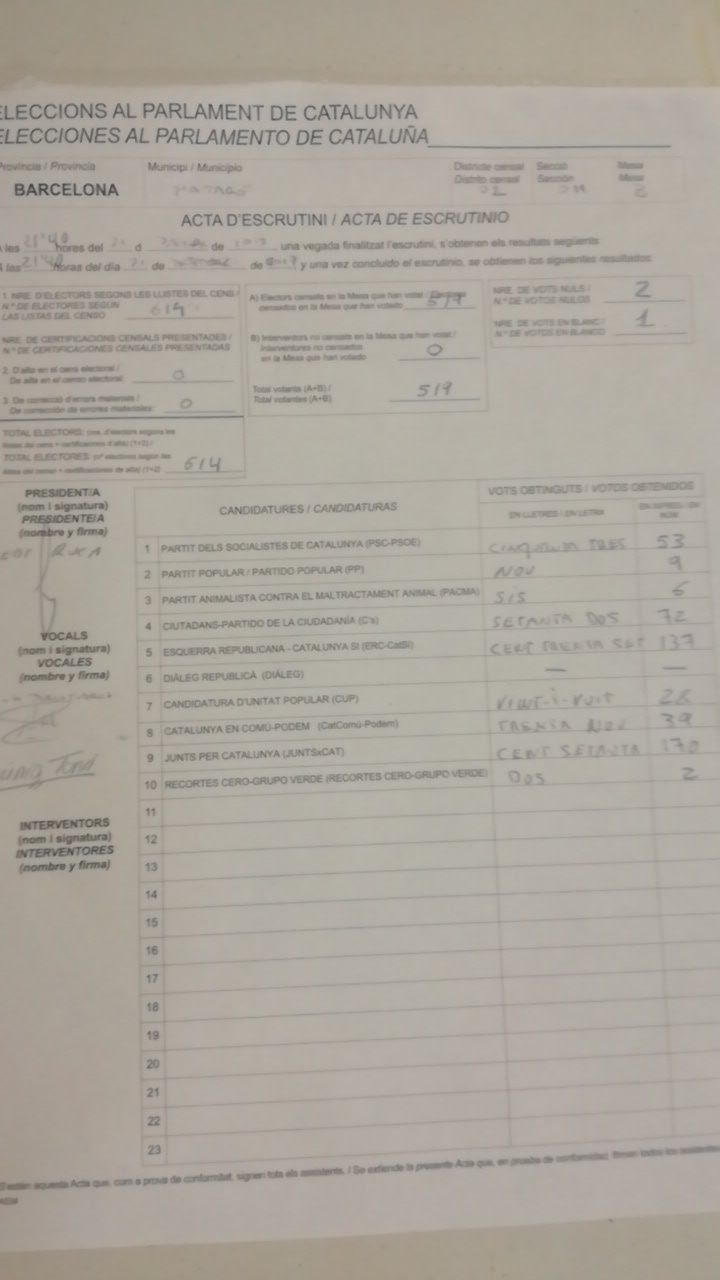 ELECCIONS AL PARLAMENT DE CATALUNYA
ELECCIONES AL PARLAMENTO DE CATALUÑA
Província / Provincia
Municipi / Municipio
Districte censal Secció Mesa
Distrito censal Sección Mesa
BARCELONA
02
ACTA D'ESCRUTINI / ACTA DE ESCRUTINIO
A les 21'40 hores del 21 d de una vegada finalitzat l'escrutini, s'obtenen els resultats següents
A las 21'40 horas del día 21 de de y una vez concluido el escrutinio, se obtienen los siguientes resultados:
1. NRE. D'ELECTORS SEGONS LES LLISTES DEL CENS /
N.º DE ELECTORES SEGÚN
LAS LISTAS DEL CENSO 614
NRE. DE CERTIFICACIONS CENSALS PRESENTADES /
N.º DE CERTIFICACIONES CENSALES PRESENTADAS
2. D'alta en el cens electoral /
De alta en el censo electoral: 0
3. De correcció d'errors materials /
De corrección de errores materiales: 0
TOTAL ELECTORS: (nre. d'electors segons les
llistes del cens + certificacions d'alta) (1+2) /
TOTAL ELECTORES: (nº electores según las
listas del censo + certificaciones de alta) (1+2) 614
A) Electors censats en la Mesa que han votat / Electores
censados en la Mesa que han votado 519
B) Interventors no censats en la Mesa que han votat /
Interventores no censados
en la Mesa que han votado 0
Total votants (A+B) /
Total votantes (A+B) 519
NRE. DE VOTS NULS /
N.º DE VOTOS NULOS 2
NRE. DE VOTS EN BLANC /
N.º DE VOTOS EN BLANCO 1
PRESIDENT/A
(nom i signatura)
PRESIDENTE/A
(nombre y firma)
VOCALS
(nom i signatura)
VOCALES
(nombre y firma)
INTERVENTORS
(nom i signatura)
INTERVENTORES
(nombre y firma)
CANDIDATURES / CANDIDATURAS
VOTS OBTINGUTS / VOTOS OBTENIDOS
EN LLETRES / EN LETRA
1 PARTIT DELS SOCIALISTES DE CATALUNYA (PSC-PSOE) CINQUANTA TRES 53
2 PARTIT POPULAR / PARTIDO POPULAR (PP) NOU 9
3 PARTIT ANIMALISTA CONTRA EL MALTRACTAMENT ANIMAL (PACMA) SIS 6
4 CIUTADANS-PARTIDO DE LA CIUDADANÍA (C's) SETANTA DOS 72
5 ESQUERRA REPUBLICANA - CATALUNYA SÍ (ERC-CatSí) CENT TRENTA SET 137
6 DIÀLEG REPUBLICÀ (DIÀLEG) — —
7 CANDIDATURA D'UNITAT POPULAR (CUP) VINT-I-VUIT 28
8 CATALUNYA EN COMÚ-PODEM (CatComú-Podem) TRENTA NOU 39
9 JUNTS PER CATALUNYA (JUNTSxCAT) CENT SETANTA 170
10 RECORTES CERO-GRUPO VERDE (RECORTES CERO-GRUPO VERDE) DOS 2
11
12
13
14
15
16
17
18
19
20
21
22
23
S'estén aquesta Acta que, com a prova de conformitat, signen tots els assistents. / Se extiende la presente Acta que, en prueba de conformidad, firman todos los asistentes